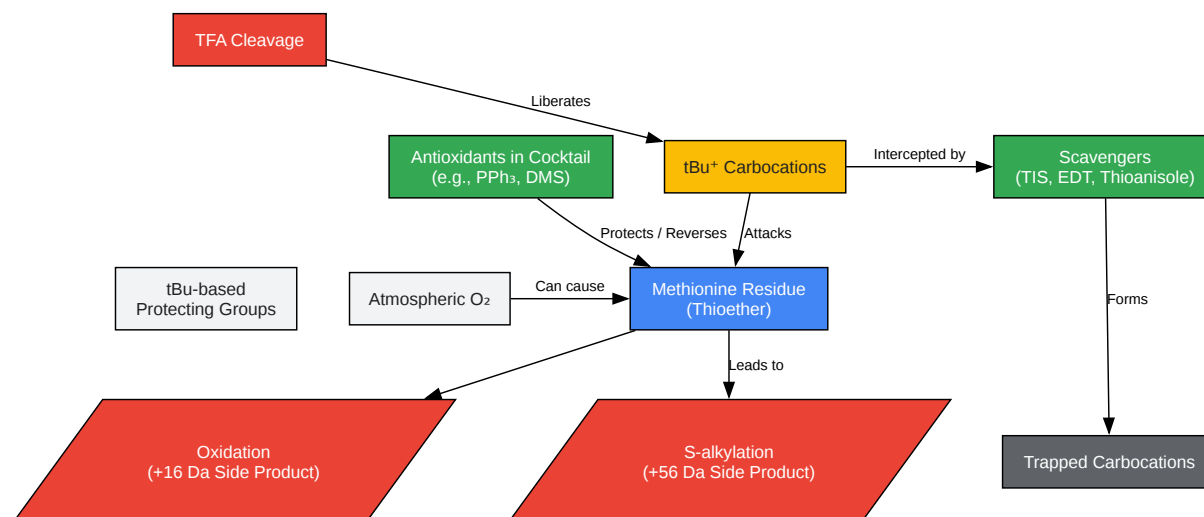 TFA Cleavage
Liberates
Antioxidants in Cocktail
(e.g., PPh₃, DMS)
tBu⁺ Carbocations
Intercepted by
Scavengers
(TIS, EDT, Thioanisole)
Protects / Reverses
Attacks
tBu-based
Protecting Groups
Atmospheric O₂
Can cause
Methionine Residue
(Thioether)
Forms
Leads to
Oxidation
(+16 Da Side Product)
S-alkylation
(+56 Da Side Product)
Trapped Carbocations